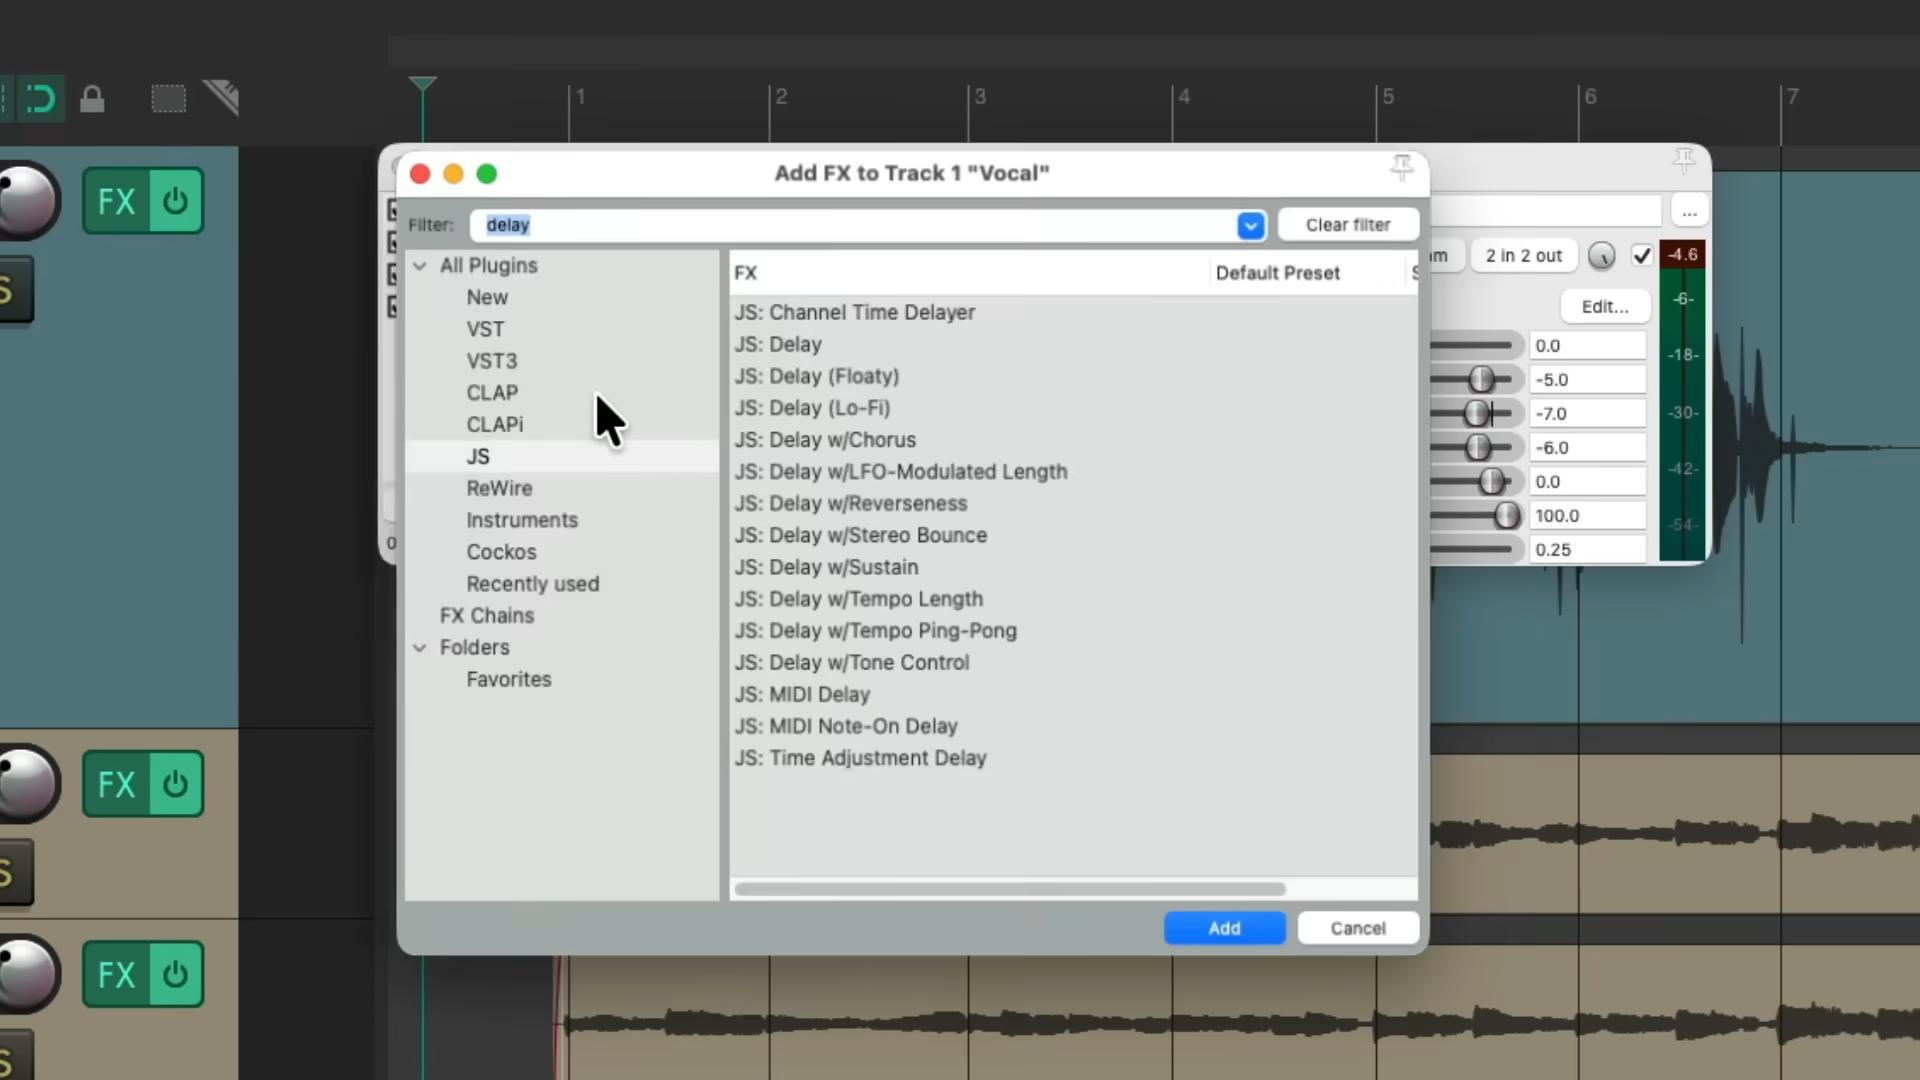 1 2 3 4 5 6 7
Add FX to Track 1 "Vocal"
FX
Filter: delay Clear filter
...
S
All Plugins
New
VST
VST3
CLAP
CLAPi
JS
ReWire
Instruments
Cockos
Recently used
FX Chains
Folders
Favorites
FX Default Preset S
JS: Channel Time Delayer
JS: Delay
JS: Delay (Floaty)
JS: Delay (Lo-Fi)
JS: Delay w/Chorus
JS: Delay w/LFO-Modulated Length
JS: Delay w/Reverseness
JS: Delay w/Stereo Bounce
JS: Delay w/Sustain
JS: Delay w/Tempo Length
JS: Delay w/Tempo Ping-Pong
JS: Delay w/Tone Control
JS: MIDI Delay
JS: MIDI Note-On Delay
JS: Time Adjustment Delay
Add Cancel
2 in 2 out
Edit...
0.0
-5.0
-7.0
-6.0
0.0
100.0
0.25
-4.6
-6-
-18-
-30-
-42-
-54-
0
FX
S
FX
S